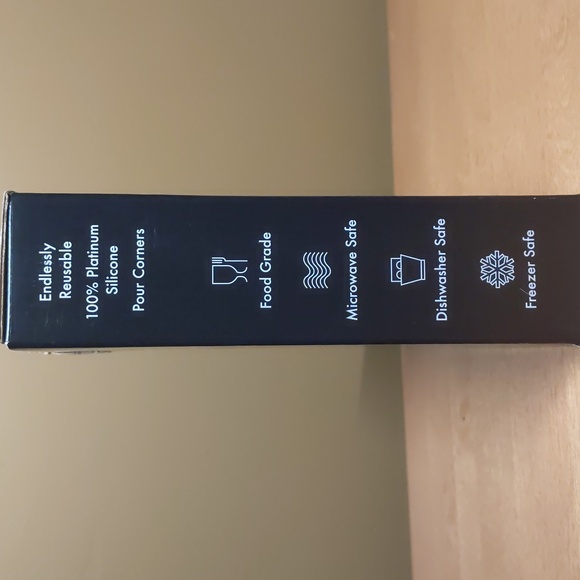 Endlessly
Reusable
100% Platinum
Silicone
Pour Corners
Food Grade
Microwave Safe
Dishwasher Safe
Freezer Safe